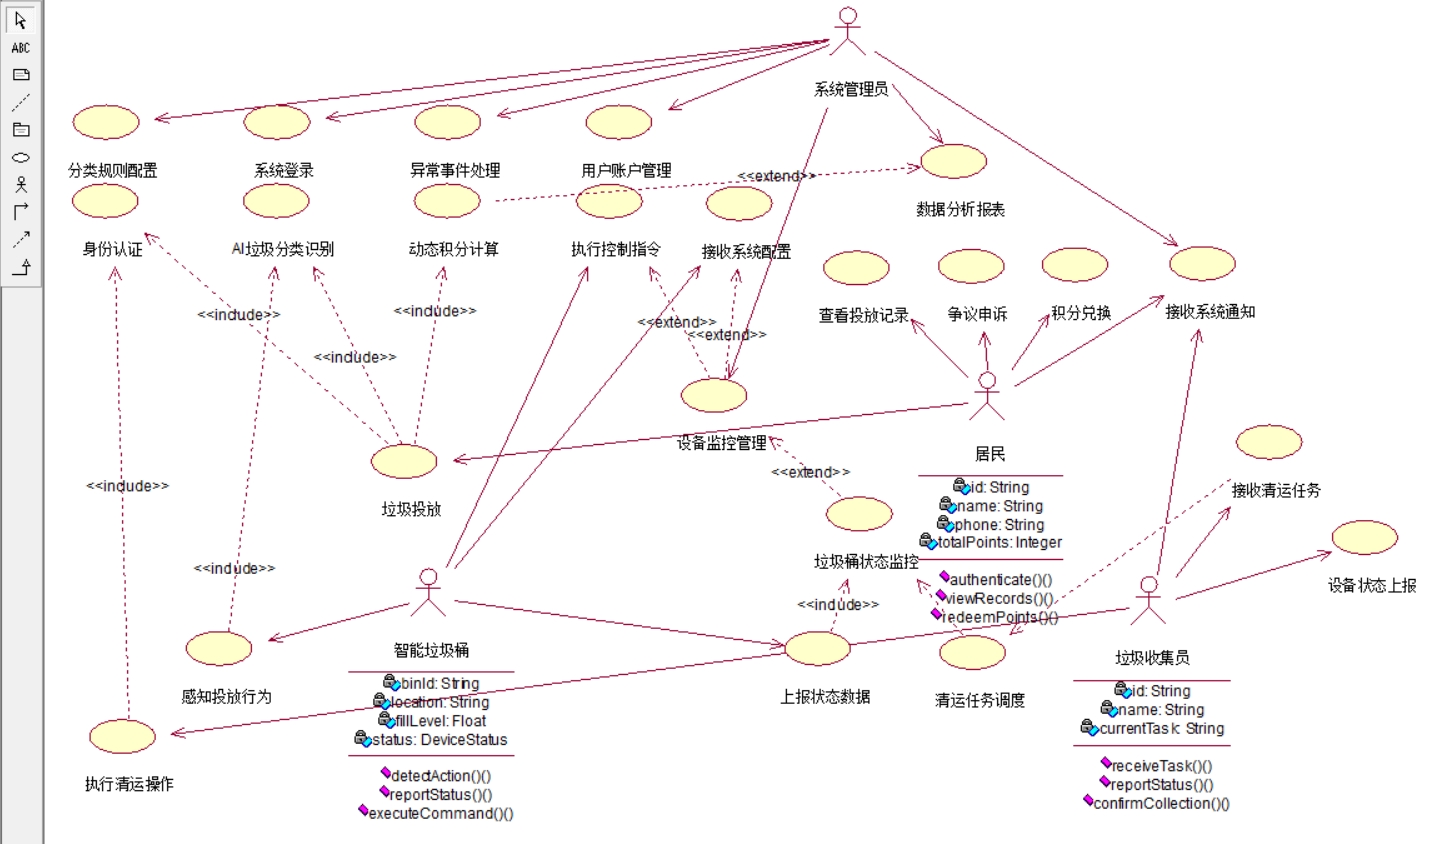 ABC
系统管理员
分类规则配置
系统登录
异常事件处理
用户账户管理
<<extend>>
数据分析报表
身份认证
AI垃圾分类识别
动态积分计算
执行控制指令
接收系统配置
查看投放记录
争议申诉
积分兑换
接收系统通知
<<include>>
<<include>>
<<include>>
<<extend>>
<<extend>>
设备监控管理
<<extend>>
居民
id: String
name: String
phone: String
totalPoints: Integer
authenticate()()
viewRecords()()
redeemPoints()()
接收清运任务
<<include>>
垃圾投放
垃圾桶状态监控
设备状态上报
<<include>>
<<include>>
智能垃圾桶
binId: String
location: String
fillLevel: Float
status: DeviceStatus
detectAction()()
reportStatus()()
executeCommand()()
感知投放行为
上报状态数据
清运任务调度
垃圾收集员
id: String
name: String
currentTask: String
receiveTask()()
reportStatus()()
confirmCollection()()
执行清运操作